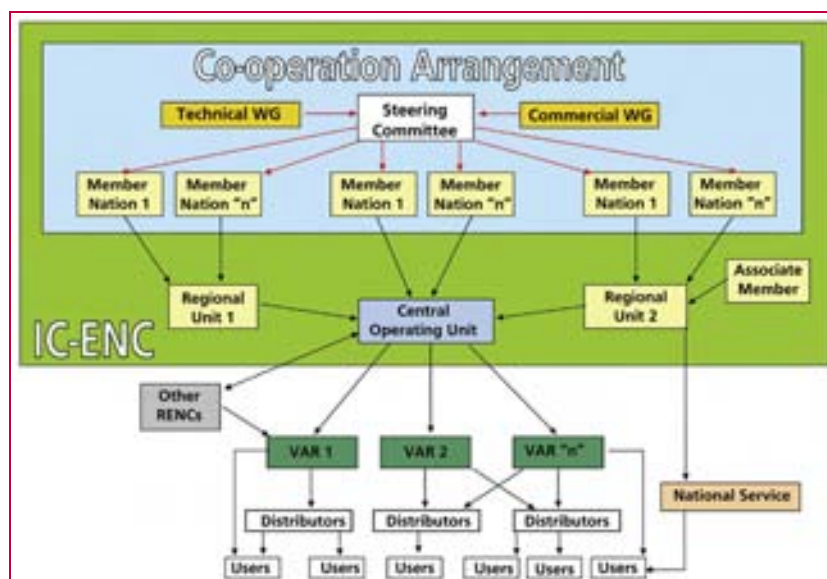 Co-operation Arrangement
Technical WG
Steering
Committee
Commercial WG
Member
Nation 1
Member
Nation "n"
Member
Nation 1
Member
Nation "n"
Member
Nation 1
Member
Nation "n"
Associate
Member
Regional
Unit 1
Central
Operating Unit
Regional
Unit 2
IC-ENC
Other
RENCs
VAR 1
VAR 2
VAR "n"
National Service
Distributors
Distributors
Distributors
Users
Users
Users
Users
Users
Users